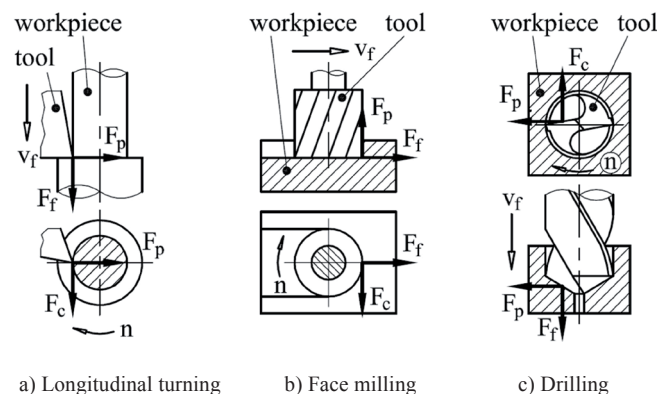 workpiece
tool
v_f
F_p
F_f
F_p
F_c
n
a) Longitudinal turning
workpiece
tool
v_f
F_p
F_f
n
F_f
F_c
b) Face milling
workpiece
tool
F_c
F_p
n
v_f
F_p
F_f
c) Drilling